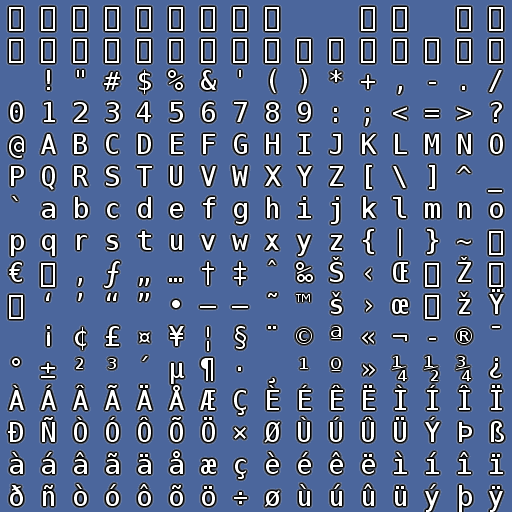 ! " # $ % & ' ( ) * + , - . /
0 1 2 3 4 5 6 7 8 9 : ; < = > ?
@ A B C D E F G H I J K L M N O
P Q R S T U V W X Y Z [ \ ] ^ _
` a b c d e f g h i j k l m n o
p q r s t u v w x y z { | } ~
€ ‚ ƒ „ … † ‡ ˆ ‰ Š ‹ Œ Ž
‘ ’ “ ” • – — ˜ ™ š › œ ž Ÿ
¡ ¢ £ ¤ ¥ ¦ § ¨ © ª « ¬ - ® ¯
° ± ² ³ ´ µ ¶ · ¸ ¹ º » ¼ ½ ¾ ¿
À Á Â Ã Ä Å Æ Ç È É Ê Ë Ì Í Î Ï
Ð Ñ Ò Ó Ô Õ Ö × Ø Ù Ú Û Ü Ý Þ ß
à á â ã ä å æ ç è é ê ë ì í î ï
ð ñ ò ó ô õ ö ÷ ø ù ú û ü ý þ ÿ